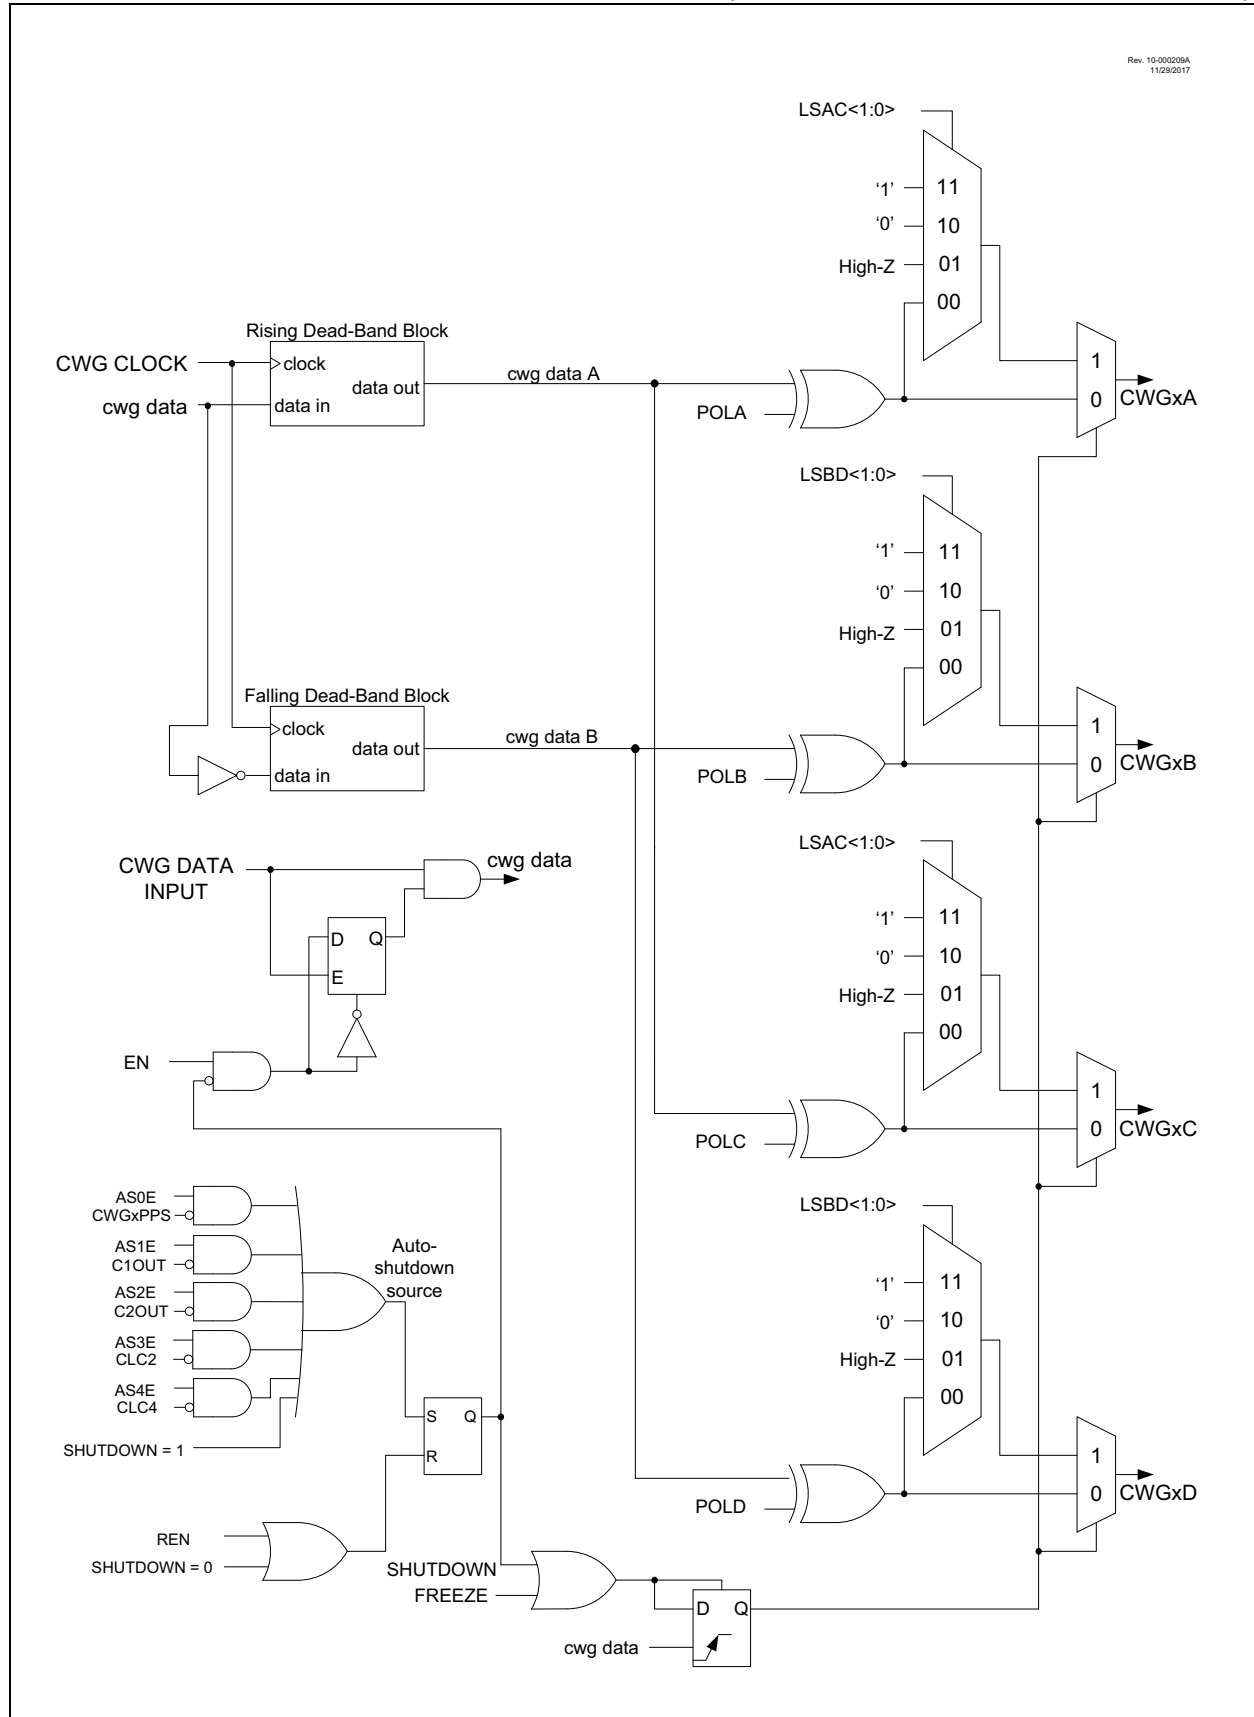 Rev. 10-000209A
11/29/2017
LSAC<1:0>
‘1’
11
‘0’
10
High-Z
01
00
Rising Dead-Band Block
CWG CLOCK
clock
data out
cwg data
data in
cwg data A
POLA
1
0
CWGxA
LSBD<1:0>
‘1’
11
‘0’
10
High-Z
01
00
Falling Dead-Band Block
clock
data out
data in
cwg data B
POLB
1
0
CWGxB
CWG DATA
INPUT
cwg data
D
Q
E
EN
LSAC<1:0>
‘1’
11
‘0’
10
High-Z
01
00
POLC
1
0
CWGxC
AS0E
CWGxPPS
AS1E
C1OUT
AS2E
C2OUT
AS3E
CLC2
AS4E
CLC4
SHUTDOWN = 1
Auto-
shutdown
source
S
Q
R
REN
SHUTDOWN = 0
LSBD<1:0>
‘1’
11
‘0’
10
High-Z
01
00
POLD
1
0
CWGxD
SHUTDOWN
FREEZE
D
Q
cwg data